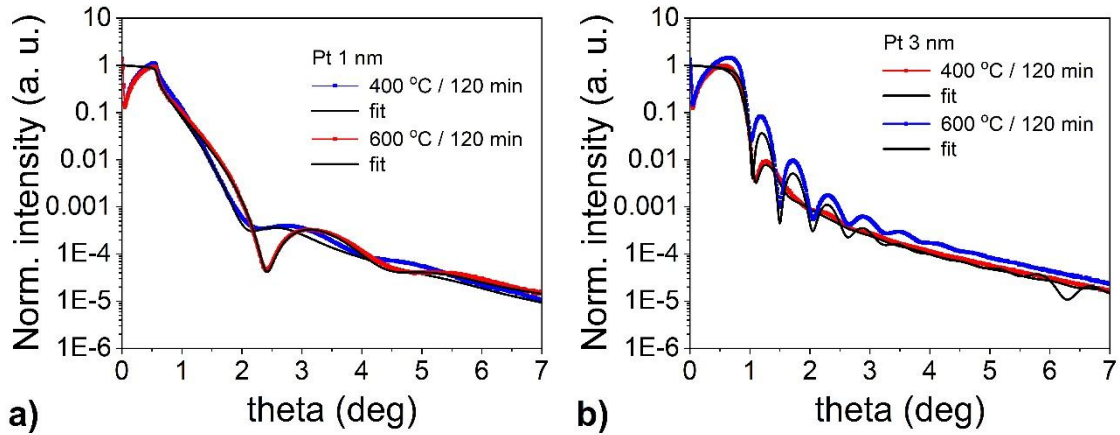 10
1
0.1
0.01
0.001
1E-4
1E-5
1E-6
Norm. intensity (a. u.)
Pt 1 nm
400 °C / 120 min
fit
600 °C / 120 min
fit
0 1 2 3 4 5 6 7
theta (deg)
a)
10
1
0.1
0.01
0.001
1E-4
1E-5
1E-6
Norm. intensity (a. u.)
Pt 3 nm
400 °C / 120 min
fit
600 °C / 120 min
fit
0 1 2 3 4 5 6 7
theta (deg)
b)